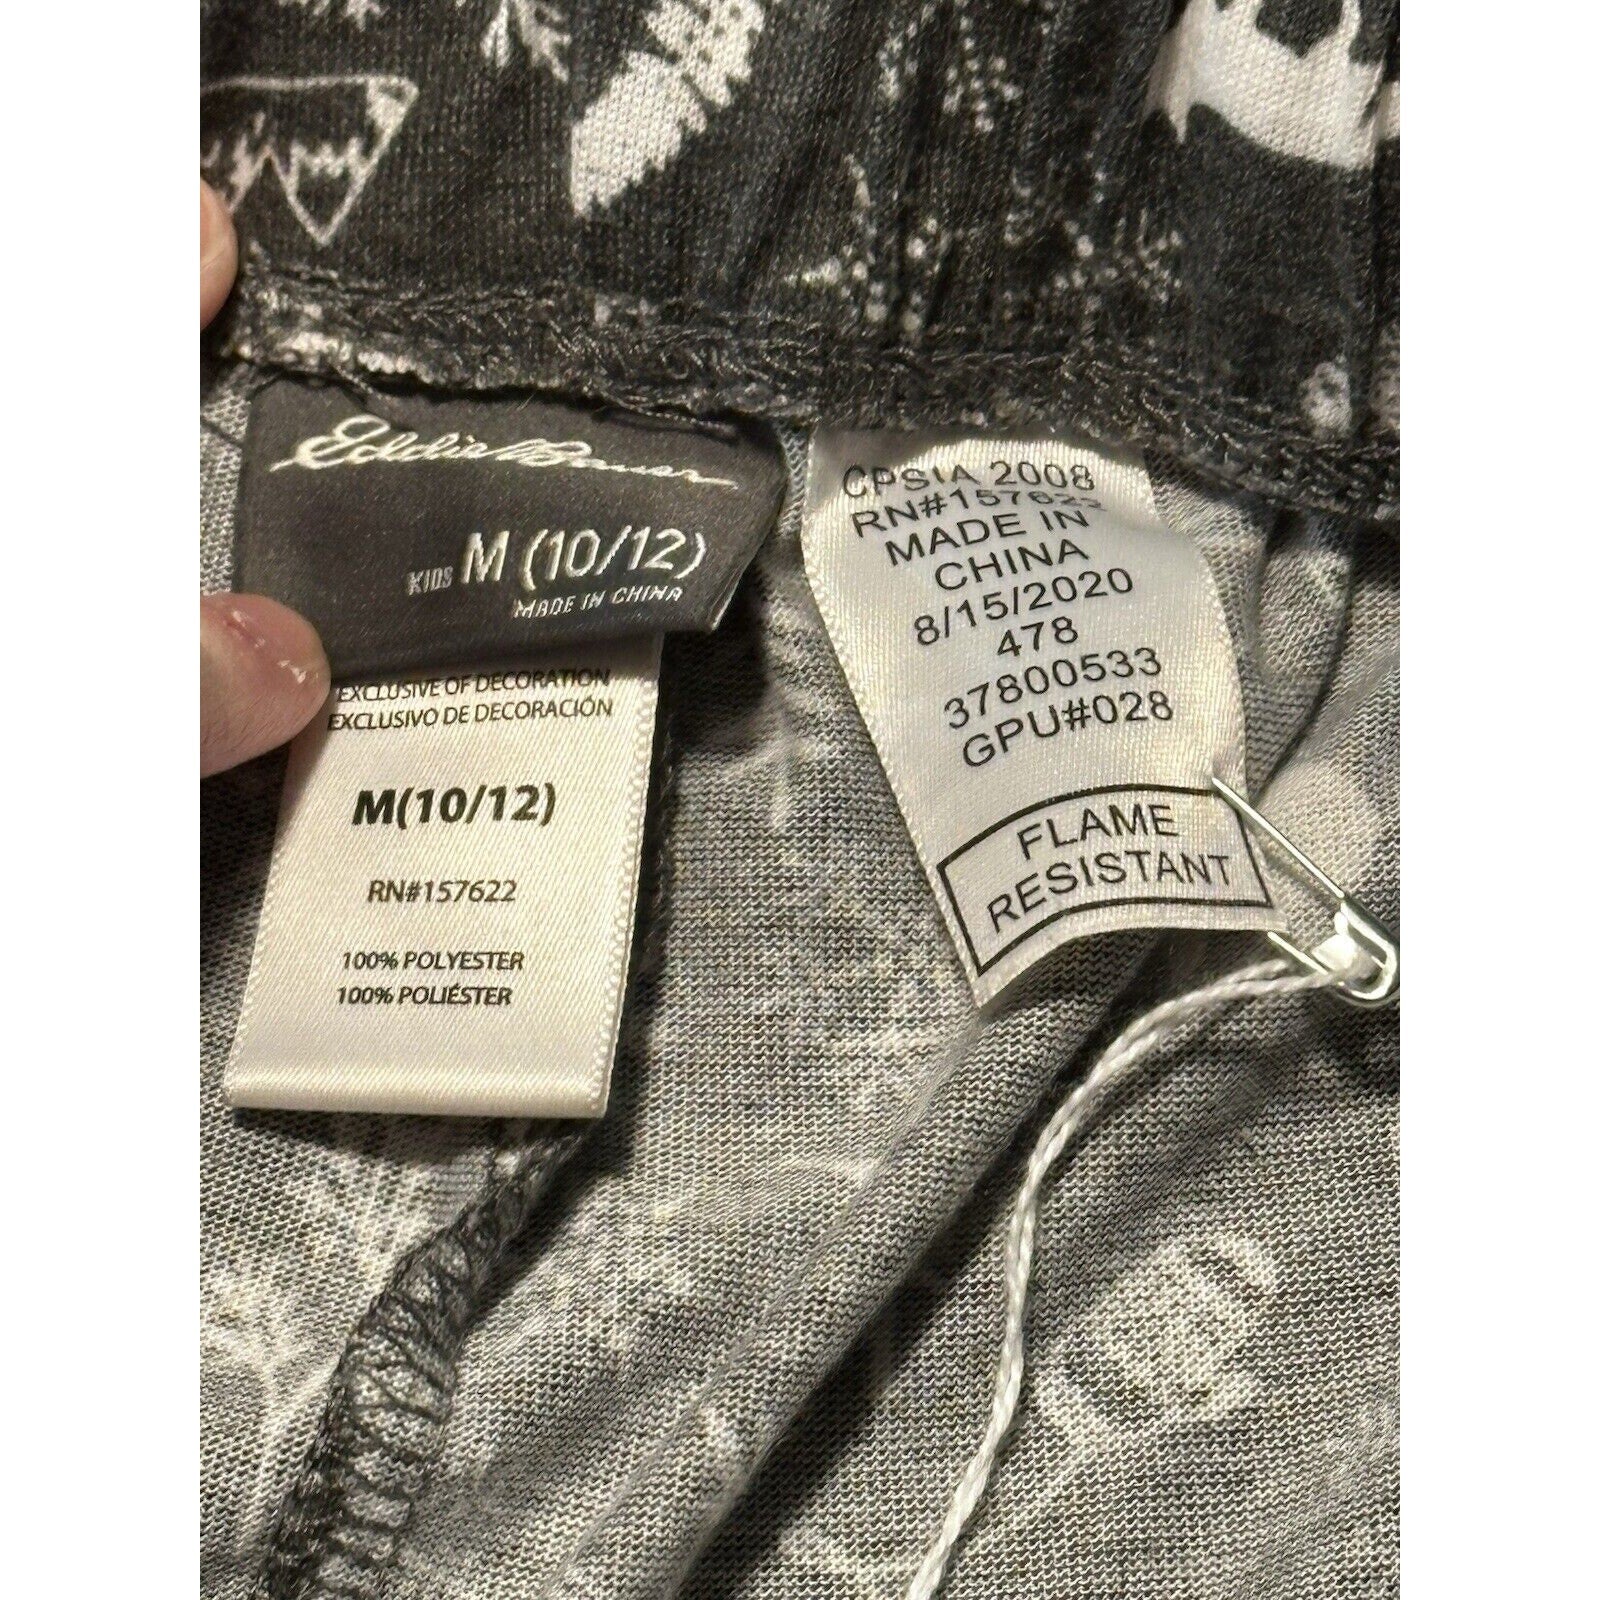 Eddie Bauer
KIDS M (10/12)
MADE IN CHINA
EXCLUSIVE OF DECORATION
EXCLUSIVO DE DECORACIÓN
M(10/12)
RN#157622
100% POLYESTER
100% POLIÉSTER
CPSIA 2008
RN#157622
MADE IN
CHINA
8/15/2020
478
37800533
GPU#028
FLAME
RESISTANT